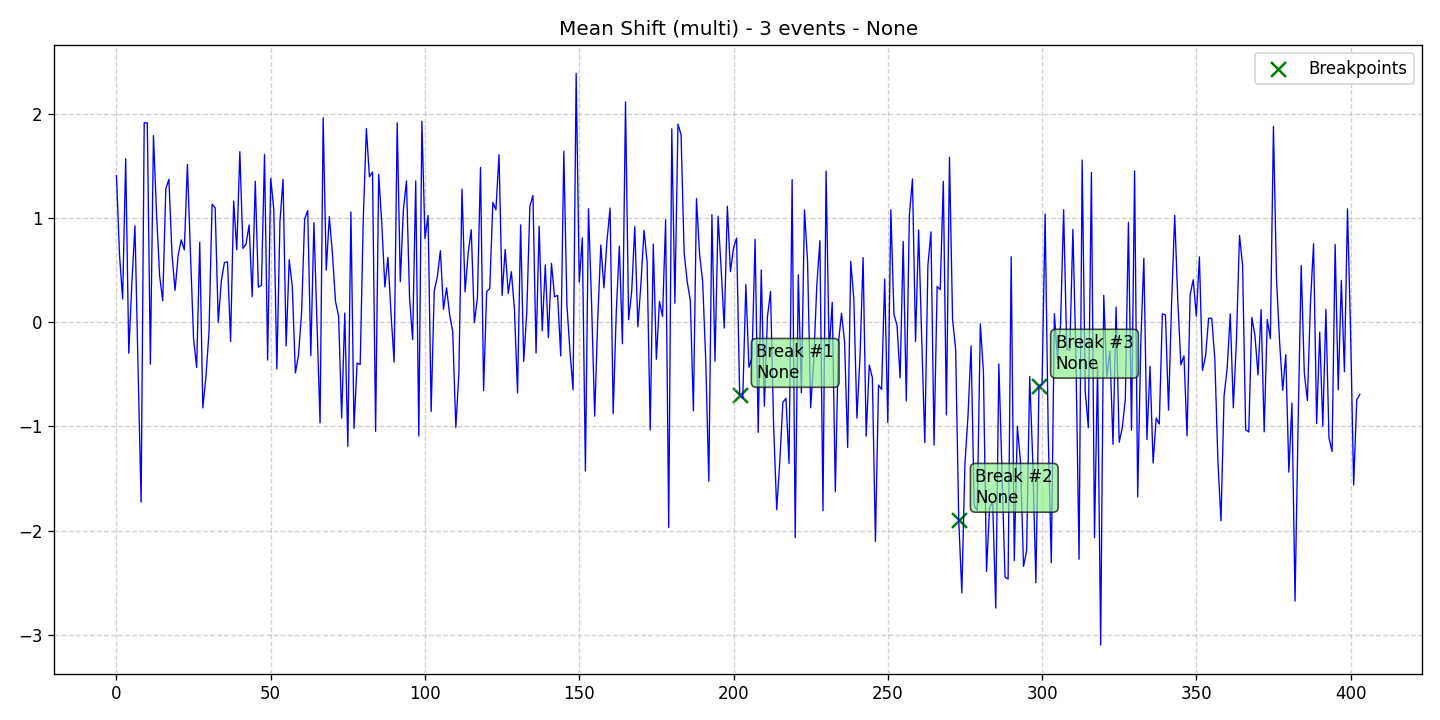 Mean Shift (multi) - 3 events - None
Breakpoints
2
1
0
−1
−2
−3
Break #1
None
Break #2
None
Break #3
None
0
50
100
150
200
250
300
350
400